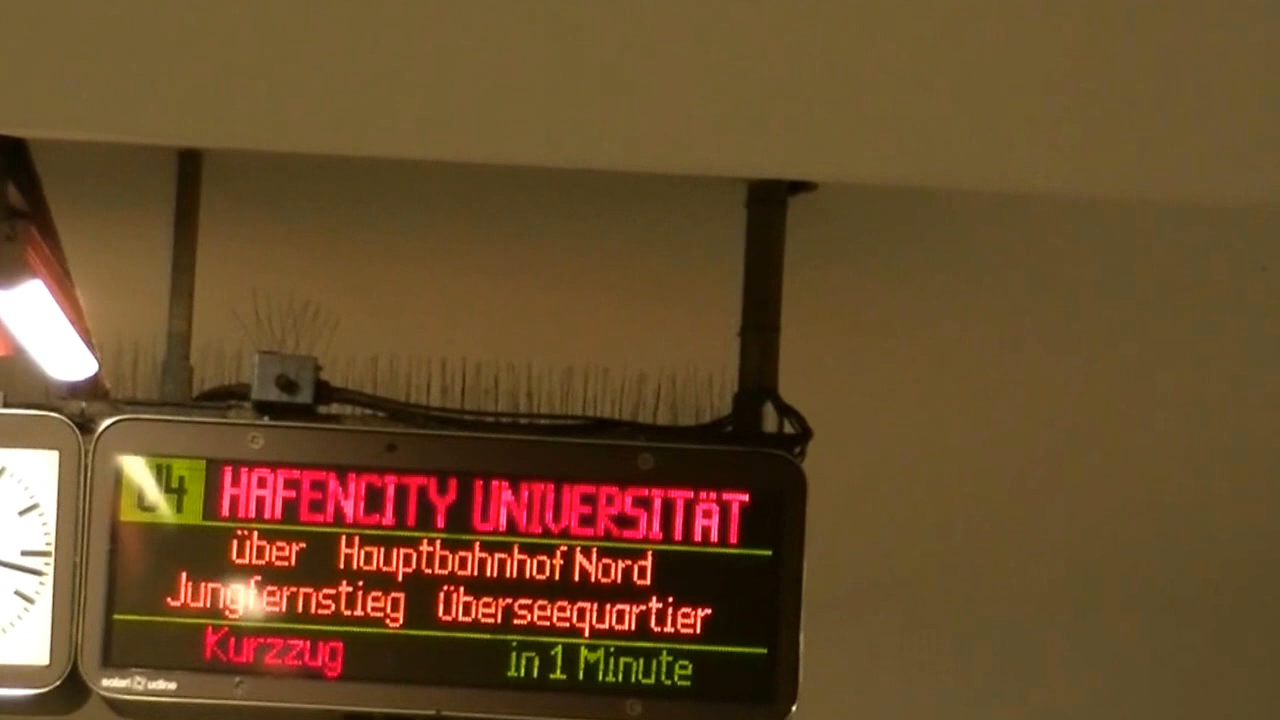 U4 HAFENCITY UNIVERSITÄT
über Hauptbahnhof Nord
Jungfernstieg Überseequartier
Kurzzug in 1 Minute
solari udine